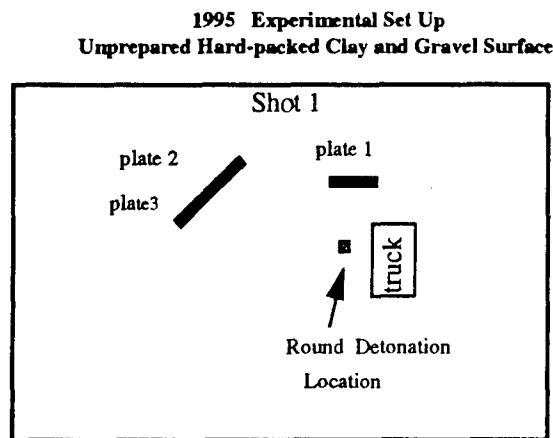 1995 Experimental Set Up
Unprepared Hard-packed Clay and Gravel Surface
Shot 1
plate 2
plate 1
plate3
truck
Round Detonation
Location